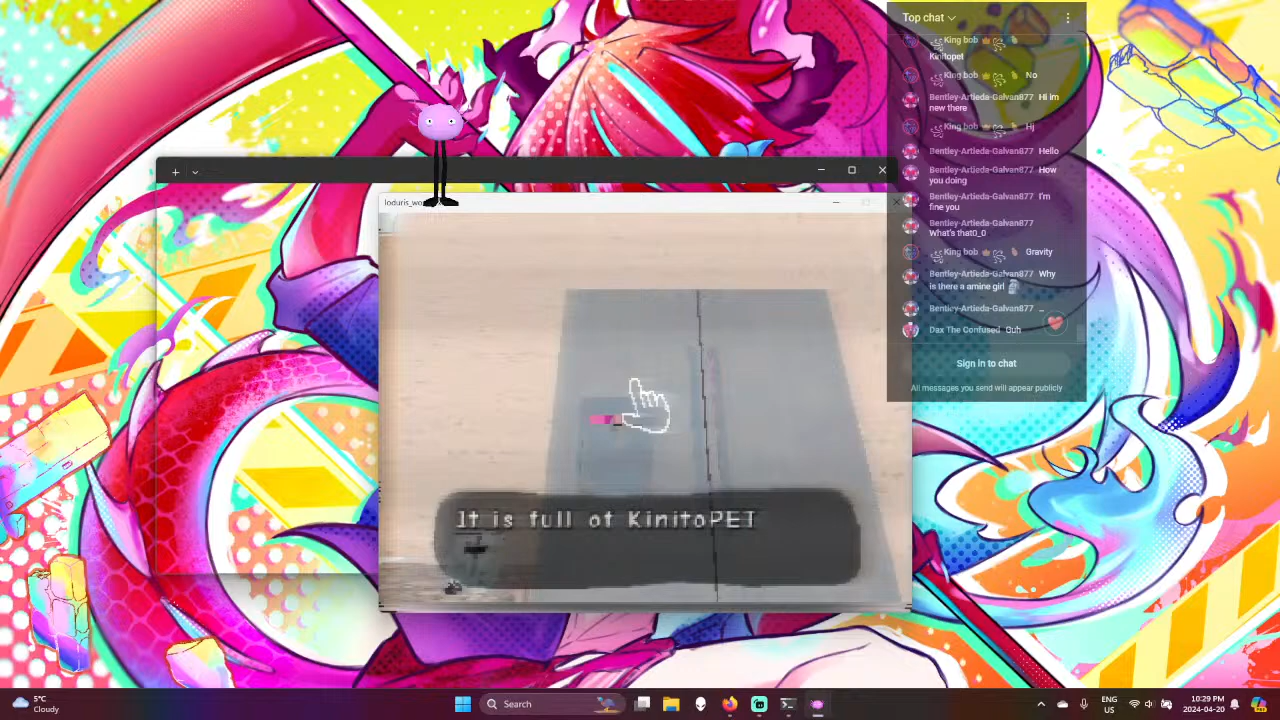 Top chat
King bob
Kinitopet
King bob No
Bentley-Artieda-Galvan877 Hi im
new there
King bob Hj
Bentley-Artieda-Galvan877 Hello
Bentley-Artieda-Galvan877 How
you doing
Bentley-Artieda-Galvan877 I'm
fine you
Bentley-Artieda-Galvan877
What's that0_0
King bob Gravity
Bentley-Artieda-Galvan877 Why
is there a amine girl
Bentley-Artieda-Galvan877 ..
Dax The Confused Guh
Sign in to chat
All messages you send will appear publicly
It is full of KinitoPET
5°C
Cloudy
Search
ENG
US
10:29 PM
2024-04-20